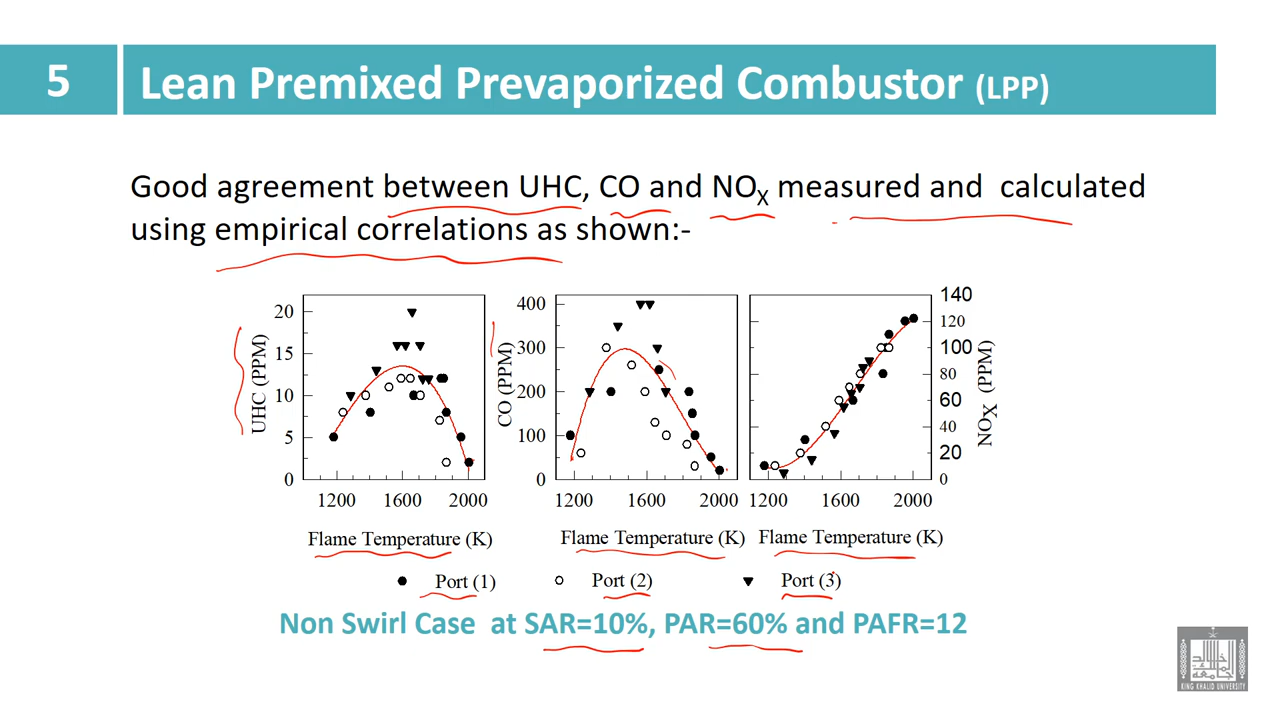 5
Lean Premixed Prevaporized Combustor (LPP)
Good agreement between UHC, CO and NOX measured and calculated
using empirical correlations as shown:-
20
15
10
5
0
UHC (PPM)
1200 1600 2000
Flame Temperature (K)
400
300
200
100
0
CO (PPM)
1200 1600 2000
Flame Temperature (K)
140
120
100
80
60
40
20
0
NOX (PPM)
1200 1600 2000
Flame Temperature (K)
Port (1) Port (2) Port (3)
Non Swirl Case at SAR=10%, PAR=60% and PAFR=12
KING KHALID UNIVERSITY